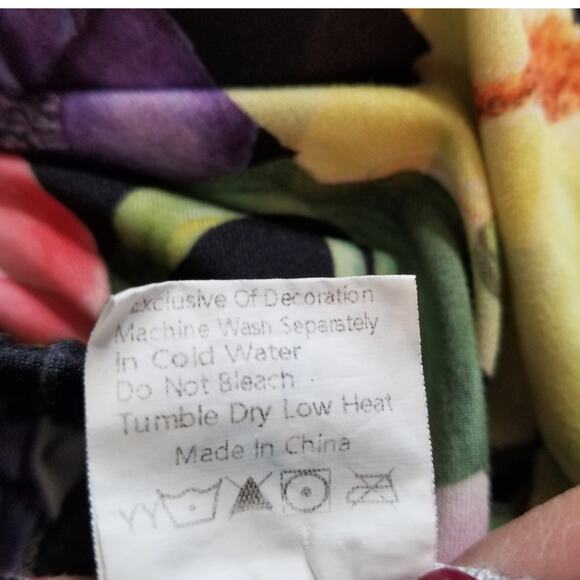 Exclusive Of Decoration
Machine Wash Separately
In Cold Water
Do Not Bleach
Tumble Dry Low Heat
Made In China
YY